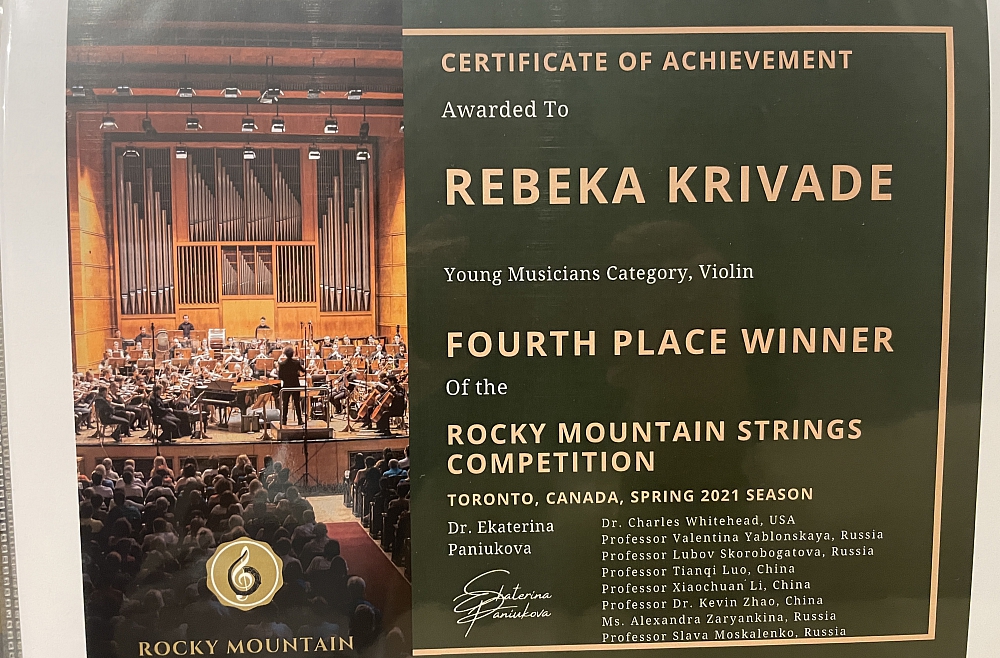 CERTIFICATE OF ACHIEVEMENT
Awarded To
REBEKA KRIVADE
Young Musicians Category, Violin
FOURTH PLACE WINNER
Of the
ROCKY MOUNTAIN STRINGS
COMPETITION
TORONTO, CANADA, SPRING 2021 SEASON
Dr. Ekaterina
Paniukova
Ekaterina
Paniukova
Dr. Charles Whitehead, USA
Professor Valentina Yablonskaya, Russia
Professor Lubov Skorobogatova, Russia
Professor Tianqi Luo, China
Professor Xiaochuan Li, China
Professor Dr. Kevin Zhao, China
Ms. Alexandra Zaryankina, Russia
Professor Slava Moskalenko, Russia
ROCKY MOUNTAIN